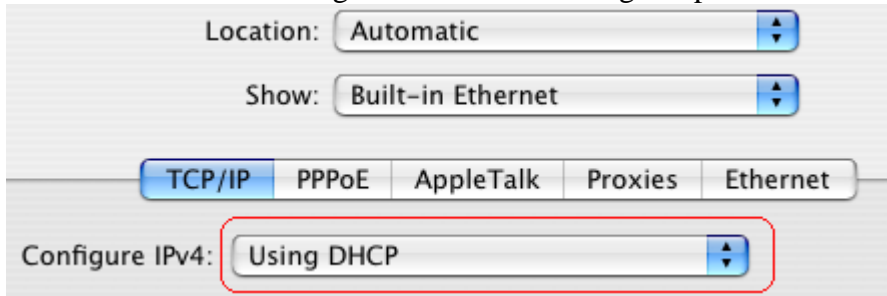 Location: Automatic
Show: Built-in Ethernet
TCP/IP PPPoE AppleTalk Proxies Ethernet
Configure IPv4: Using DHCP